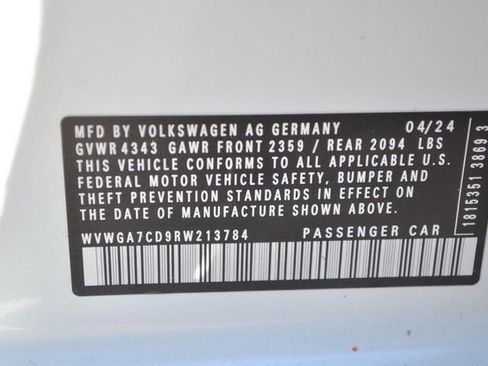 MFD BY VOLKSWAGEN AG GERMANY 04/24
GVWR 4343 GAWR FRONT 2359 / REAR 2094 LBS
THIS VEHICLE CONFORMS TO ALL APPLICABLE U.S.
FEDERAL MOTOR VEHICLE SAFETY, BUMPER AND
THEFT PREVENTION STANDARDS IN EFFECT ON THE
DATE OF MANUFACTURE SHOWN ABOVE.
WVWGA7CD9RW213784 PASSENGER CAR
1815351 3869 3